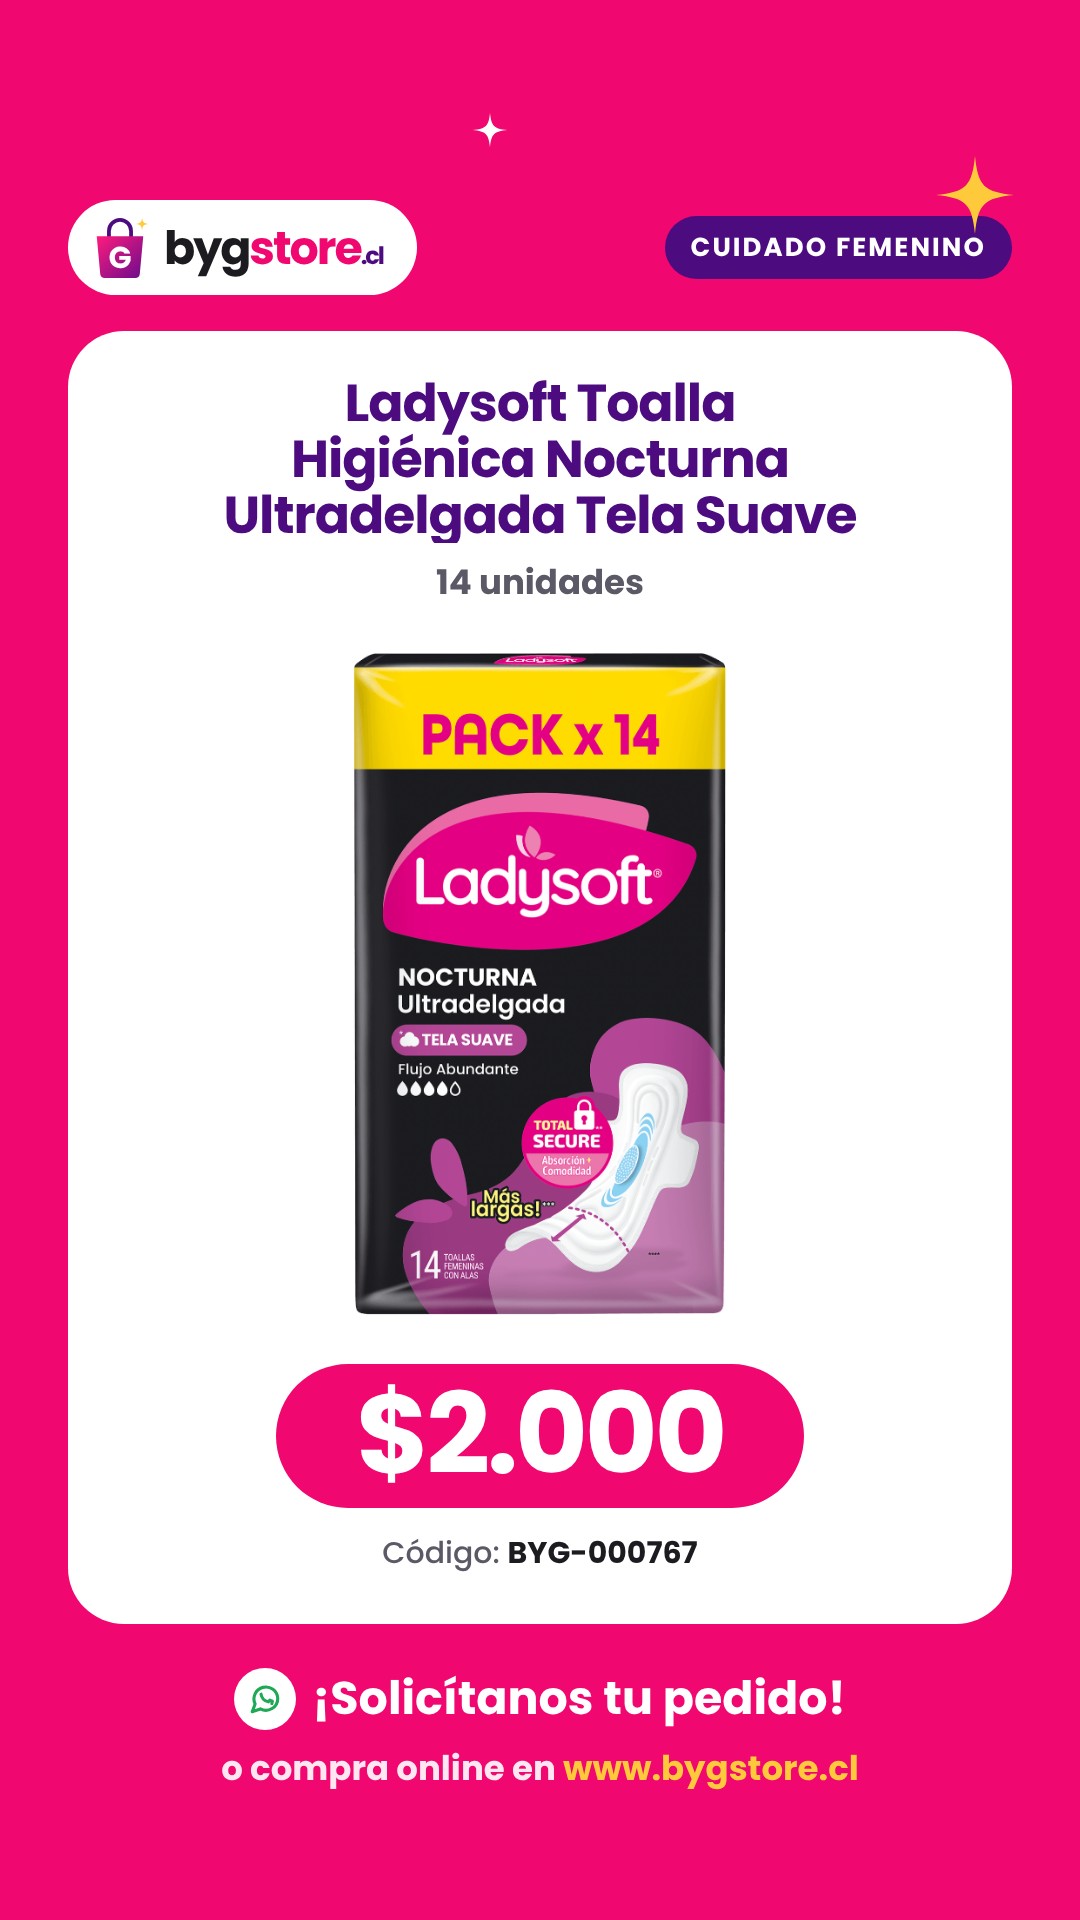 G
bygstore.cl
CUIDADO FEMENINO
Ladysoft Toalla
Higiénica Nocturna
Ultradelgada Tela Suave
14 unidades
Ladysoft
PACK x 14
Ladysoft®
NOCTURNA
Ultradelgada
TELA SUAVE
Flujo Abundante
TOTAL
SECURE
Absorción +
Comodidad
Más
largas!***
14 TOALLAS
FEMENINAS
CON ALAS
****
$2.000
Código: BYG-000767
¡Solicítanos tu pedido!
o compra online en www.bygstore.cl